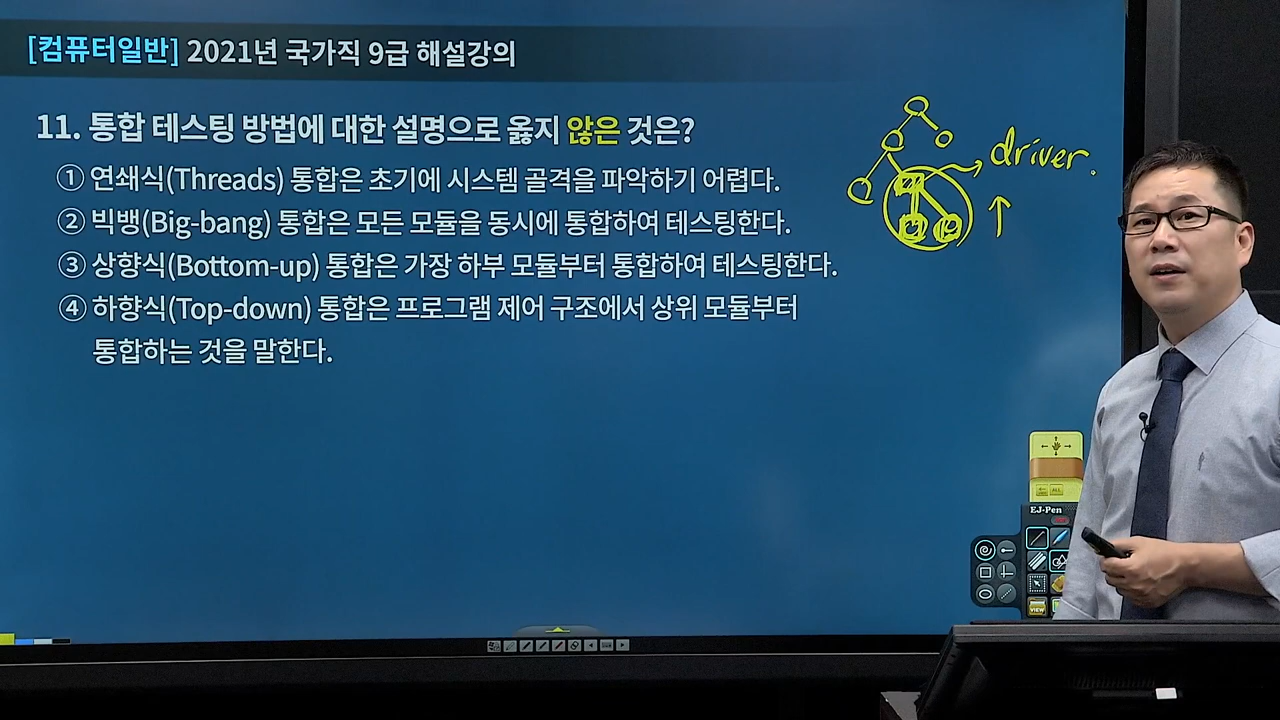 [컴퓨터일반] 2021년 국가직 9급 해설강의
11. 통합 테스팅 방법에 대한 설명으로 옳지 않은 것은?
① 연쇄식(Threads) 통합은 초기에 시스템 골격을 파악하기 어렵다.
② 빅뱅(Big-bang) 통합은 모든 모듈을 동시에 통합하여 테스팅한다.
③ 상향식(Bottom-up) 통합은 가장 하부 모듈부터 통합하여 테스팅한다.
④ 하향식(Top-down) 통합은 프로그램 제어 구조에서 상위 모듈부터
통합하는 것을 말한다.
driver.
EJ-Pen
ALL
VIEW